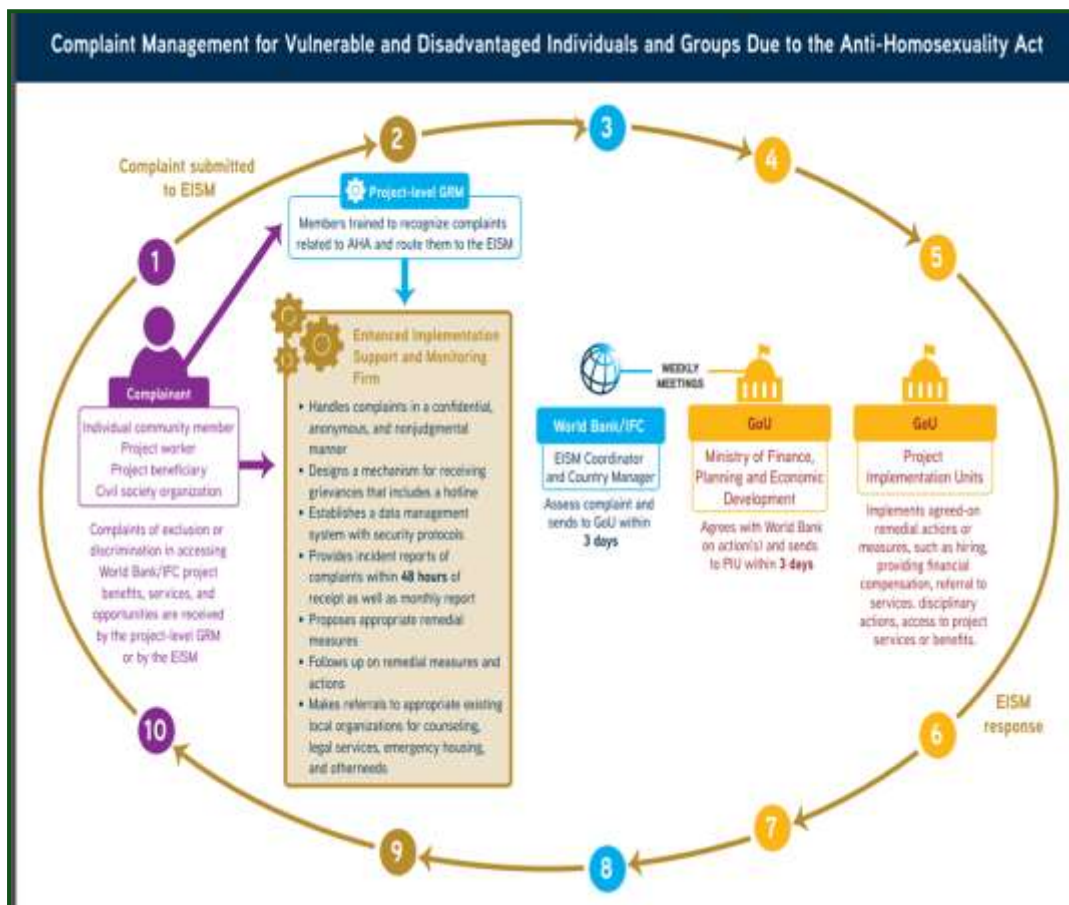 Complaint Management for Vulnerable and Disadvantaged Individuals and Groups Due to the Anti-Homosexuality Act
Complaint submitted
to EISM
1
2
3
4
5
Project-level GRM
Members trained to recognize complaints
related to AHA and route them to the EISM
Complainant
Individual community member
Project worker
Project beneficiary
Civil society organization
Complaints of exclusion or
discrimination in accessing
World Bank/IFC project
benefits, services, and
opportunities are received
by the project-level GRM
or by the EISM
Enhanced Implementation
Support and Monitoring
Firm
• Handles complaints in a confidential,
anonymous, and nonjudgmental
manner
• Designs a mechanism for receiving
grievances that includes a hotline
• Establishes a data management
system with security protocols
• Provides incident reports of
complaints within 48 hours of
receipt as well as monthly report
• Proposes appropriate remedial
measures
• Follows up on remedial measures and
actions
• Makes referrals to appropriate existing
local organizations for counseling,
legal services, emergency housing,
and otherneeds
WEEKLY
MEETINGS
World Bank/IFC
EISM Coordinator
and Country Manager
Assess complaint and
sends to GoU within
3 days
GoU
Ministry of Finance,
Planning and Economic
Development
Agrees with World Bank
on action(s) and sends
to PIU within 3 days
GoU
Project
Implementation Units
Implements agreed-on
remedial actions or
measures, such as hiring,
providing financial
compensation, referral to
services. disciplinary
actions, access to project
services or benefits.
EISM
response
6
7
8
9
10